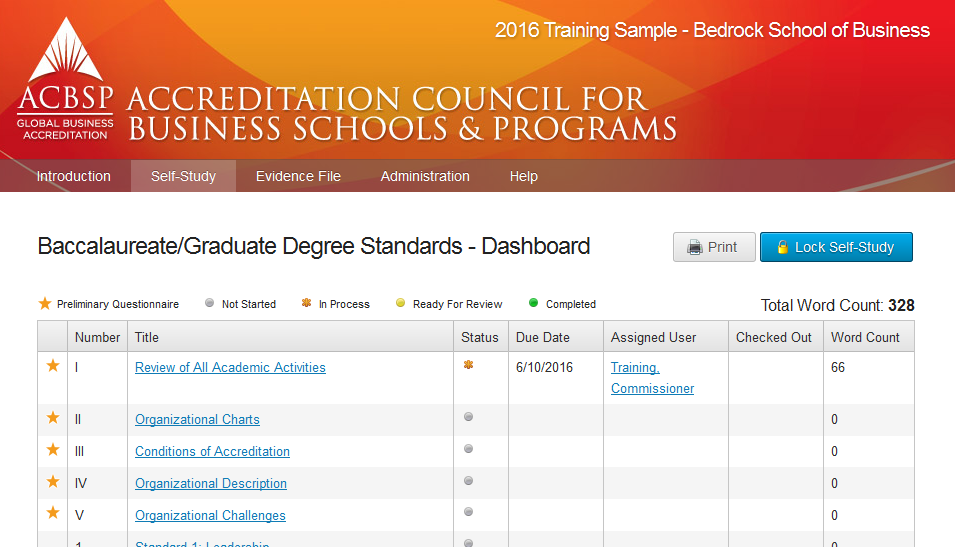 2016 Training Sample - Bedrock School of Business
ACBSP
GLOBAL BUSINESS
ACCREDITATION
ACCREDITATION COUNCIL FOR
BUSINESS SCHOOLS & PROGRAMS
Introduction Self-Study Evidence File Administration Help
Baccalaureate/Graduate Degree Standards - Dashboard Print Lock Self-Study
Preliminary Questionnaire Not Started In Process Ready For Review Completed Total Word Count: 328
Number Title Status Due Date Assigned User Checked Out Word Count
I Review of All Academic Activities 6/10/2016 Training, 66
Commissioner
II Organizational Charts 0
III Conditions of Accreditation 0
IV Organizational Description 0
V Organizational Challenges 0
1 Standard 1: Leadership 0